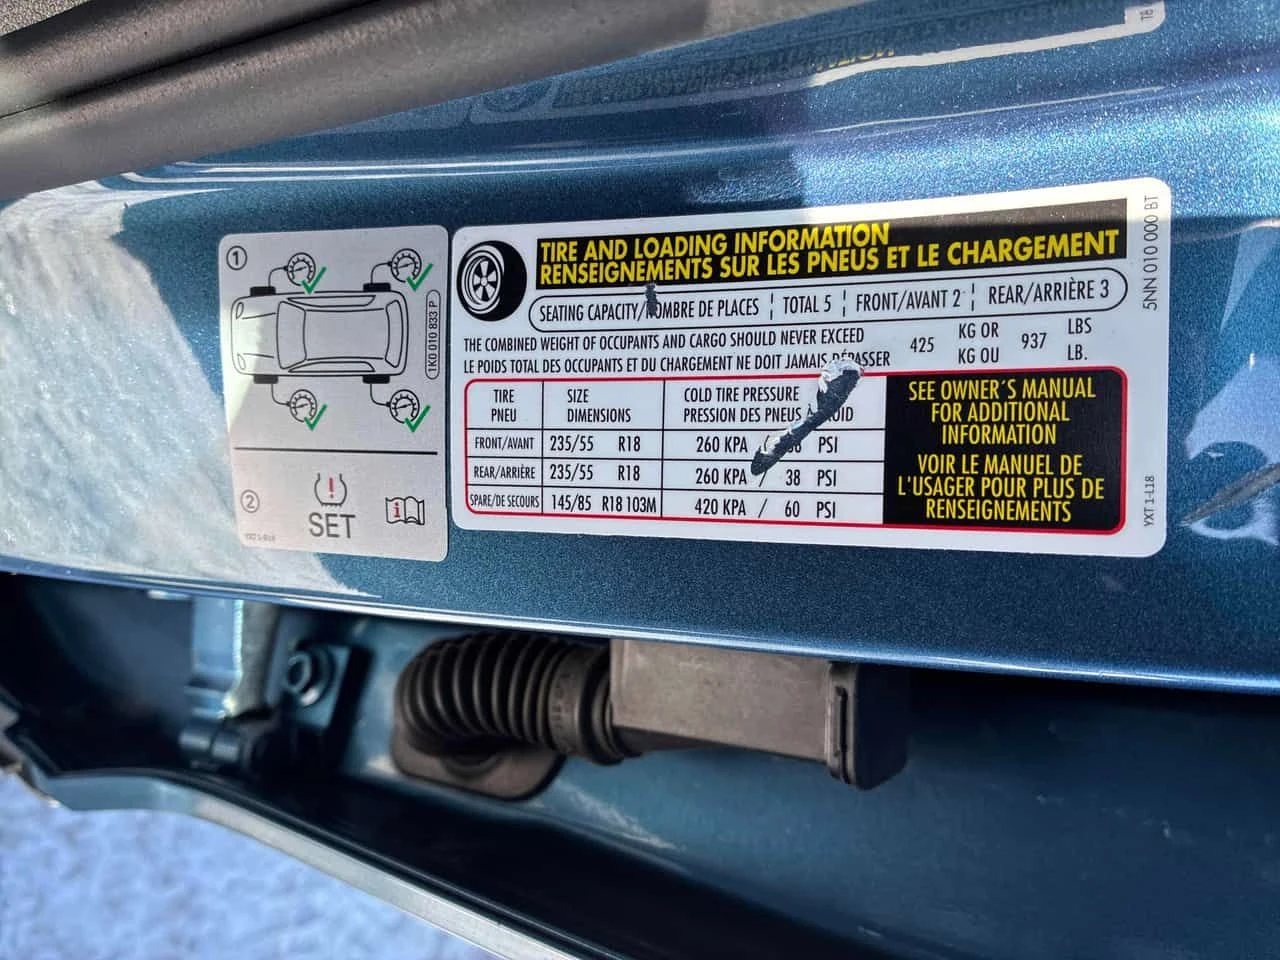 1
1K0 010 833 P
2
SET
i
TIRE AND LOADING INFORMATION
RENSEIGNEMENTS SUR LES PNEUS ET LE CHARGEMENT
SEATING CAPACITY/NOMBRE DE PLACES ¦ TOTAL 5 ¦ FRONT/AVANT 2 ¦ REAR/ARRIÈRE 3
THE COMBINED WEIGHT OF OCCUPANTS AND CARGO SHOULD NEVER EXCEED
LE POIDS TOTAL DES OCCUPANTS ET DU CHARGEMENT NE DOIT JAMAIS DÉPASSER
425 KG OR 937 LBS
KG OU LB.
TIRE SIZE COLD TIRE PRESSURE
PNEU DIMENSIONS PRESSION DES PNEUS À
FRONT/AVANT 235/55 R18 260 KPA / PSI
REAR/ARRIÈRE 235/55 R18 260 KPA / 38 PSI
SPARE/DE SECOURS 145/85 R18 103M 420 KPA / 60 PSI
SEE OWNER´S MANUAL
FOR ADDITIONAL
INFORMATION
VOIR LE MANUEL DE
L'USAGER POUR PLUS DE
RENSEIGNEMENTS
5NN 010 000 BT
YXT 1-L18